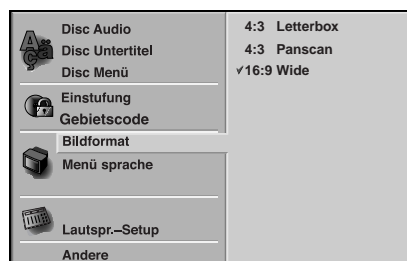 Disc Audio
Disc Untertitel
Disc Menü
Einstufung
Gebietscode
Bildformat
Menü sprache
Lautspr.–Setup
Andere
4:3 Letterbox
4:3 Panscan
✓16:9 Wide